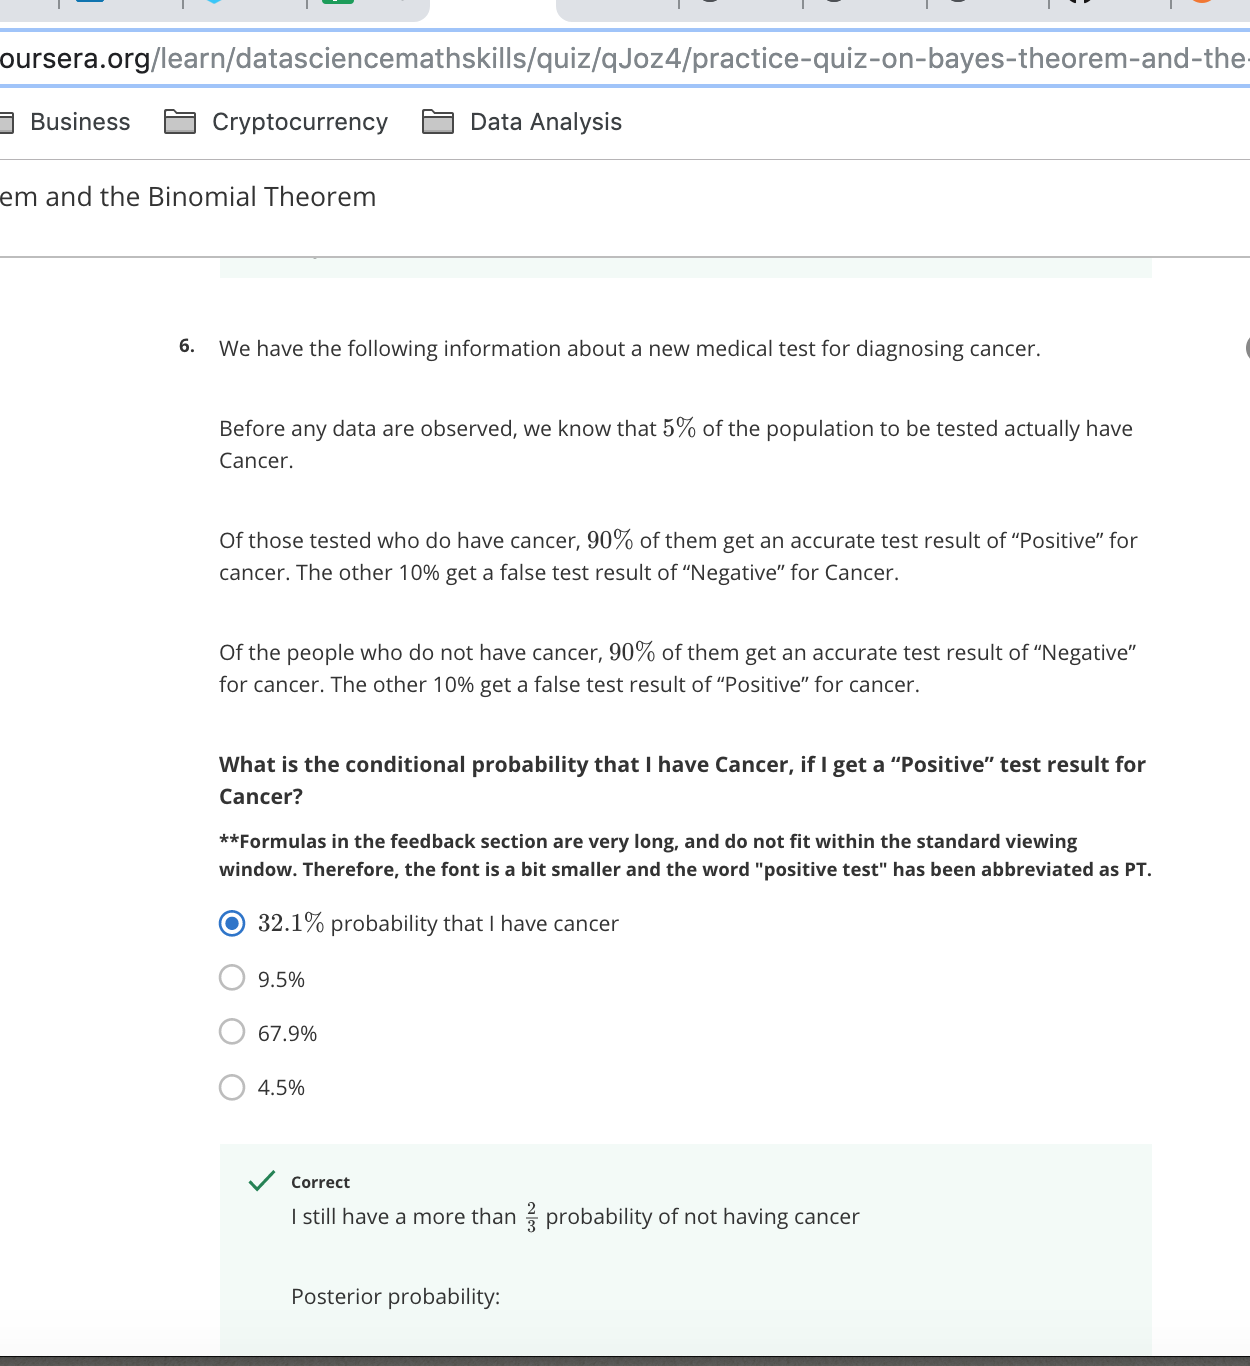 oursera.org/learn/datasciencemathskills/quiz/qJoz4/practice-quiz-on-bayes-theorem-and-the-
Business Cryptocurrency Data Analysis
em and the Binomial Theorem
6. We have the following information about a new medical test for diagnosing cancer.
Before any data are observed, we know that 5% of the population to be tested actually have
Cancer.
Of those tested who do have cancer, 90% of them get an accurate test result of “Positive” for
cancer. The other 10% get a false test result of “Negative” for Cancer.
Of the people who do not have cancer, 90% of them get an accurate test result of “Negative”
for cancer. The other 10% get a false test result of “Positive” for cancer.
What is the conditional probability that I have Cancer, if I get a “Positive” test result for
Cancer?
**Formulas in the feedback section are very long, and do not fit within the standard viewing
window. Therefore, the font is a bit smaller and the word "positive test" has been abbreviated as PT.
32.1% probability that I have cancer
9.5%
67.9%
4.5%
Correct
I still have a more than 2/3 probability of not having cancer
Posterior probability: